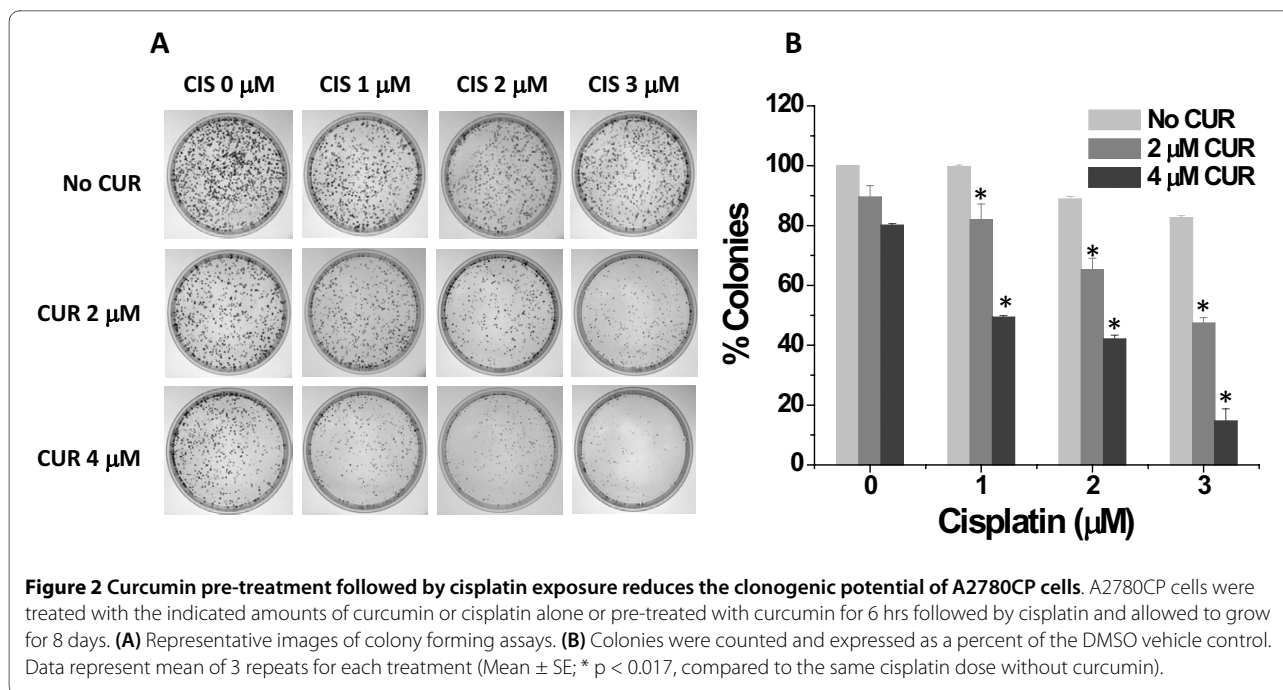 A
CIS 0 µM CIS 1 µM CIS 2 µM CIS 3 µM
No CUR
CUR 2 µM
CUR 4 µM
B
120
100
80
60
40
20
0
% Colonies
No CUR
2 µM CUR
4 µM CUR
*
*
*
*
*
*
0 1 2 3
Cisplatin (µM)
Figure 2 Curcumin pre-treatment followed by cisplatin exposure reduces the clonogenic potential of A2780CP cells. A2780CP cells were
treated with the indicated amounts of curcumin or cisplatin alone or pre-treated with curcumin for 6 hrs followed by cisplatin and allowed to grow
for 8 days. (A) Representative images of colony forming assays. (B) Colonies were counted and expressed as a percent of the DMSO vehicle control.
Data represent mean of 3 repeats for each treatment (Mean ± SE; * p < 0.017, compared to the same cisplatin dose without curcumin).